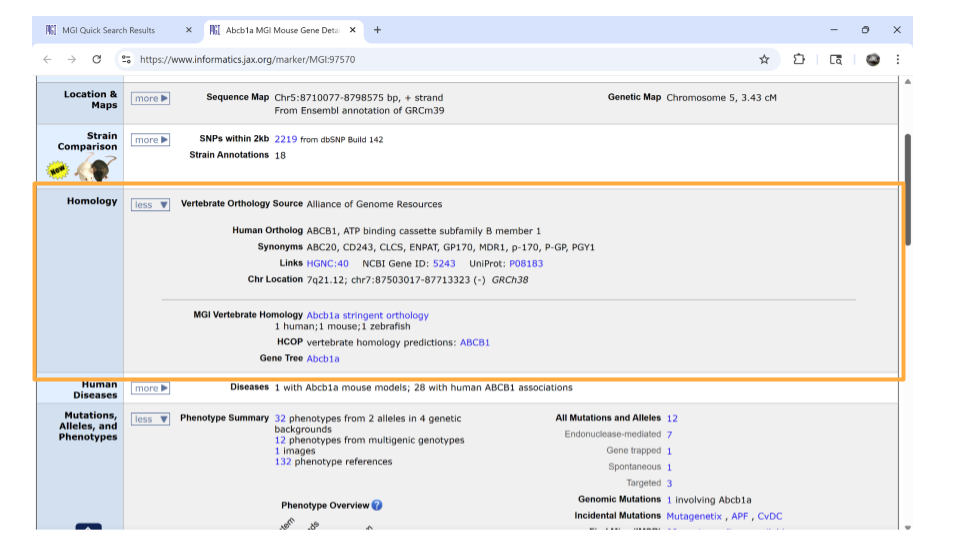 MGI Quick Search Results
Abcb1a MGI Mouse Gene Detai
https://www.informatics.jax.org/marker/MGI:97570
Location & Maps
more
Sequence Map Chr5:8710077-8798575 bp, + strand
From Ensembl annotation of GRCm39
Genetic Map Chromosome 5, 3.43 cM
Strain Comparison
New
more
SNPs within 2kb 2219 from dbSNP Build 142
Strain Annotations 18
Homology
less
Vertebrate Orthology Source Alliance of Genome Resources
Human Ortholog ABCB1, ATP binding cassette subfamily B member 1
Synonyms ABC20, CD243, CLCS, ENPAT, GP170, MDR1, p-170, P-GP, PGY1
Links HGNC:40 NCBI Gene ID: 5243 UniProt: P08183
Chr Location 7q21.12; chr7:87503017-87713323 (-) GRCh38
MGI Vertebrate Homology Abcb1a stringent orthology
1 human;1 mouse;1 zebrafish
HCOP vertebrate homology predictions: ABCB1
Gene Tree Abcb1a
Human Diseases
more
Diseases 1 with Abcb1a mouse models; 28 with human ABCB1 associations
Mutations, Alleles, and Phenotypes
less
Phenotype Summary 32 phenotypes from 2 alleles in 4 genetic
backgrounds
12 phenotypes from multigenic genotypes
1 images
132 phenotype references
Phenotype Overview ?
All Mutations and Alleles 12
Endonuclease-mediated 7
Gene trapped 1
Spontaneous 1
Targeted 3
Genomic Mutations 1 involving Abcb1a
Incidental Mutations Mutagenetix , APF , CvDC